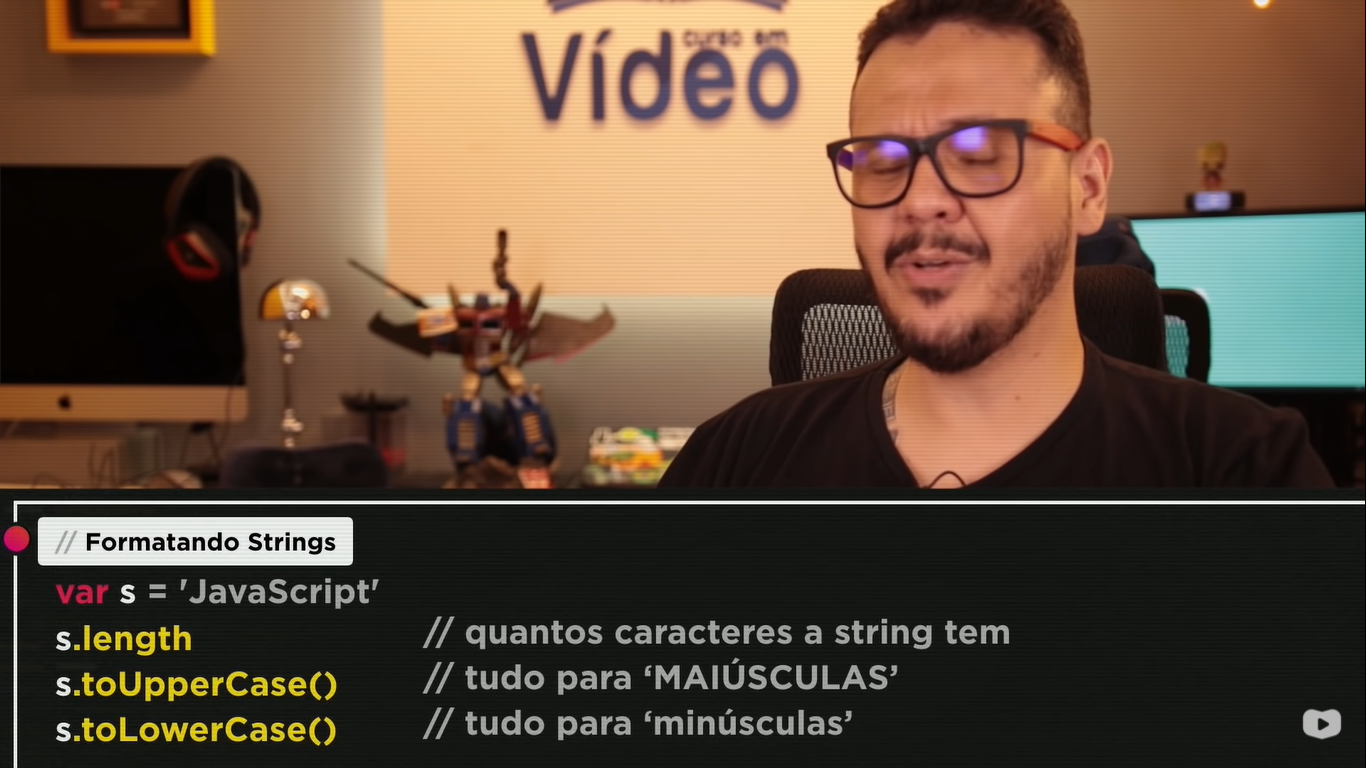 curso em
Vídeo
// Formatando Strings
var s = 'JavaScript'
s.length // quantos caracteres a string tem
s.toUpperCase() // tudo para ‘MAIÚSCULAS’
s.toLowerCase() // tudo para ‘minúsculas’